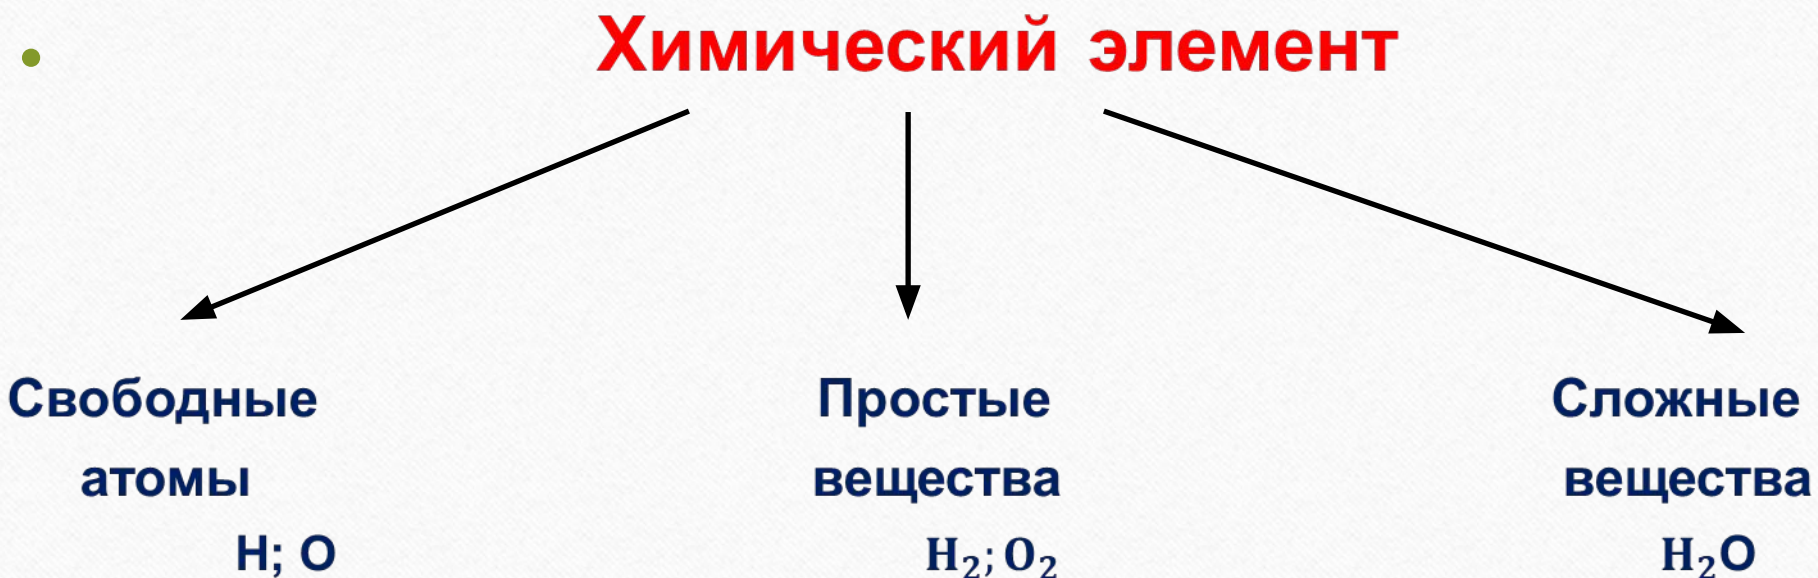 Химический элемент
Свободные атомы
H; O
Простые вещества
H₂; O₂
Сложные вещества
H₂O